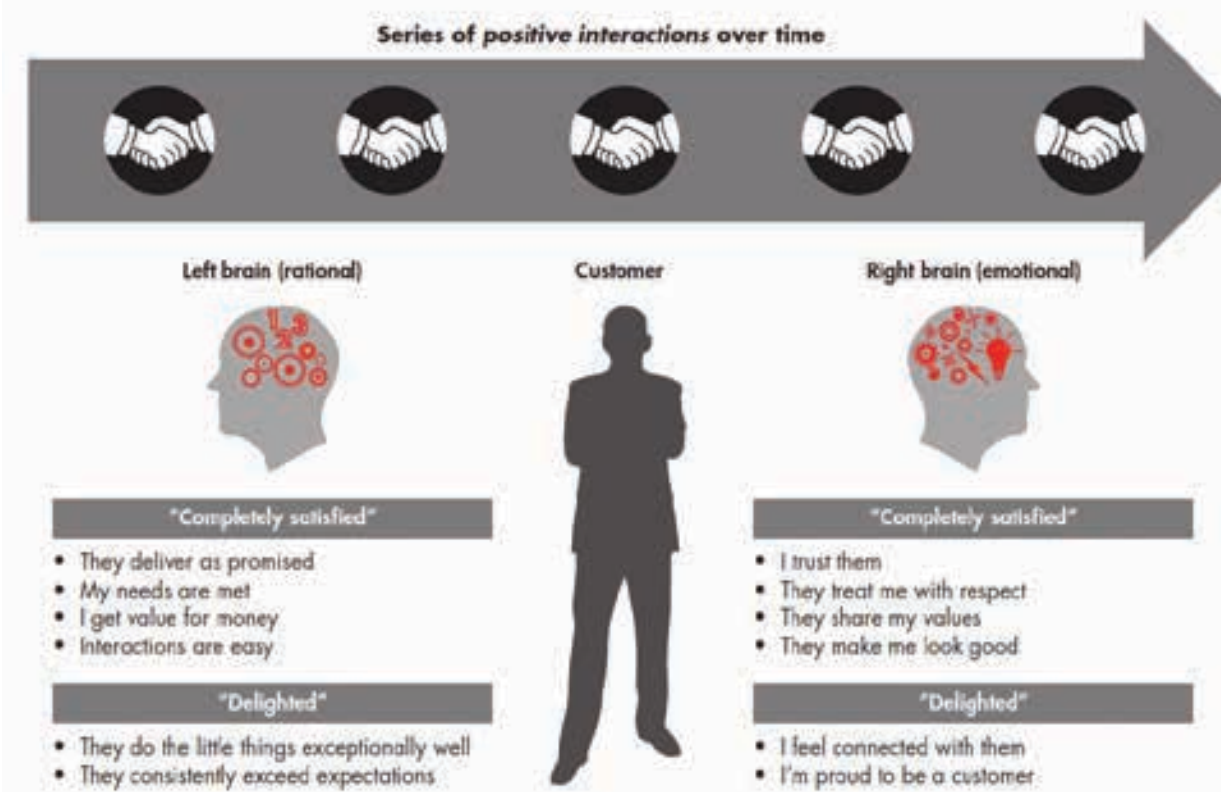 Series of positive interactions over time
Left brain (rational)
Customer
Right brain (emotional)
1 2 3
"Completely satisfied"
• They deliver as promised
• My needs are met
• I get value for money
• Interactions are easy
"Delighted"
• They do the little things exceptionally well
• They consistently exceed expectations
"Completely satisfied"
• I trust them
• They treat me with respect
• They share my values
• They make me look good
"Delighted"
• I feel connected with them
• I'm proud to be a customer